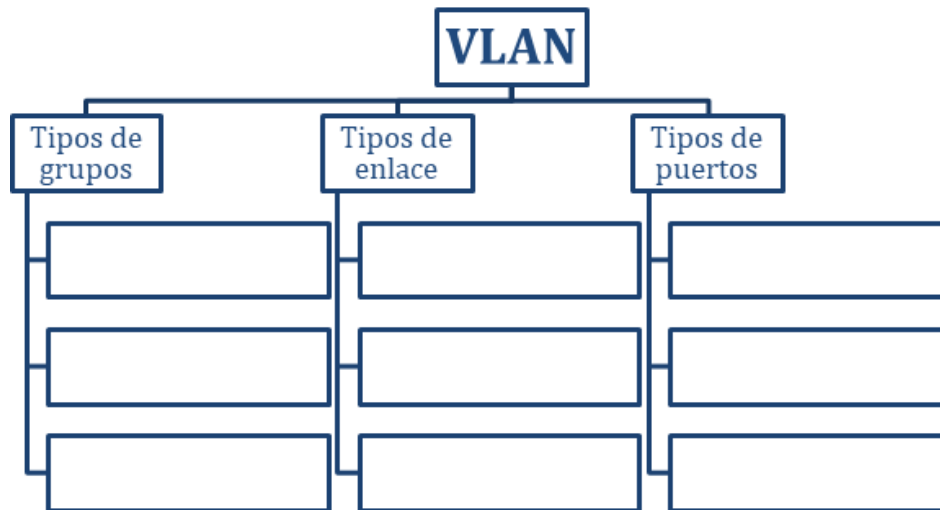 VLAN
Tipos de
grupos
Tipos de
enlace
Tipos de
puertos